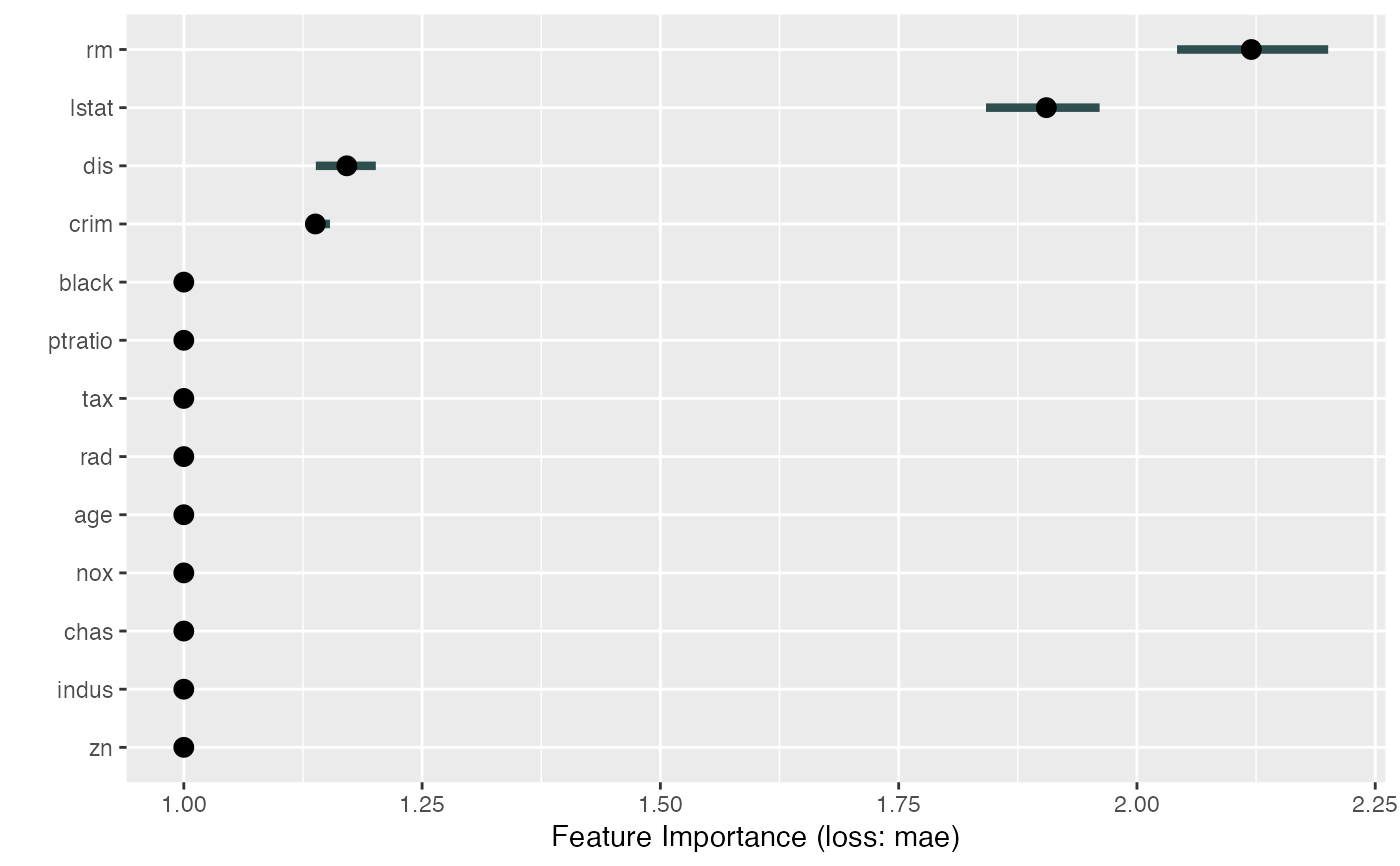 rm
lstat
dis
crim
black
ptratio
tax
rad
age
nox
chas
indus
zn
1.00 1.25 1.50 1.75 2.00 2.25
Feature Importance (loss: mae)